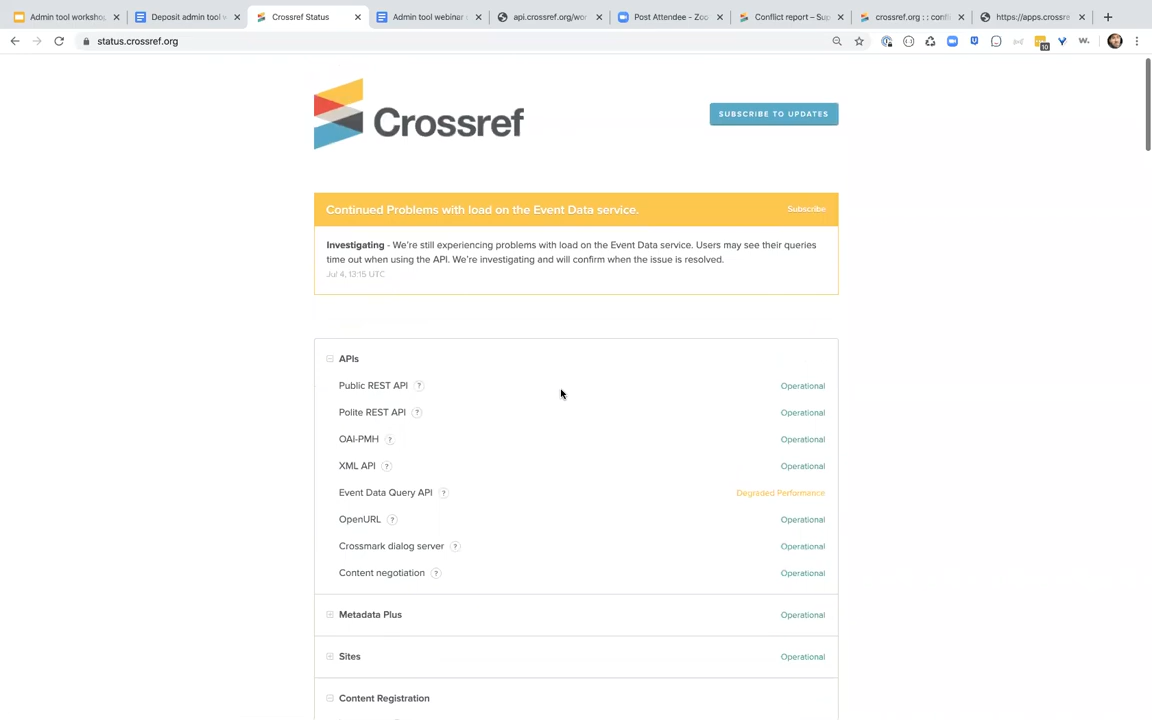 Admin tool worksho
Deposit admin tool w
Crossref Status
Admin tool webinar
api.crossref.org/wor
Post Attendee - Zoo
Conflict report – Sup
crossref.org : : confl
https://apps.crossre
status.crossref.org
10
Crossref
SUBSCRIBE TO UPDATES
Continued Problems with load on the Event Data service.
Subscribe
Investigating - We're still experiencing problems with load on the Event Data service. Users may see their queries
time out when using the API. We're investigating and will confirm when the issue is resolved.
Jul 4, 13:15 UTC
APIs
Public REST API ? Operational
Polite REST API ? Operational
OAI-PMH ? Operational
XML API ? Operational
Event Data Query API ? Degraded Performance
OpenURL ? Operational
Crossmark dialog server ? Operational
Content negotiation ? Operational
Metadata Plus Operational
Sites Operational
Content Registration